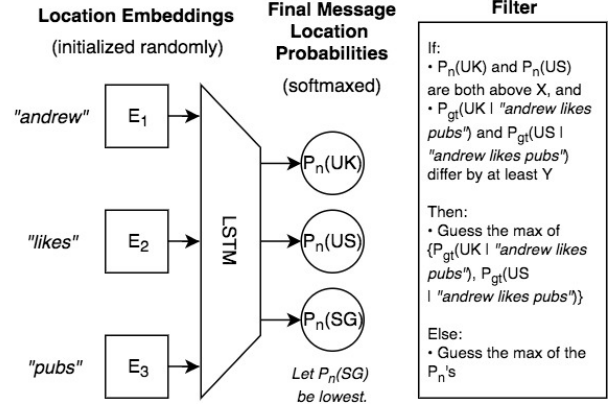 Location Embeddings
(initialized randomly)
"andrew"
E1
"likes"
E2
"pubs"
E3
LSTM
Final Message
Location
Probabilities
(softmaxed)
Pn(UK)
Pn(US)
Pn(SG)
Let Pn(SG)
be lowest.
Filter
If:
• Pn(UK) and Pn(US)
are both above X, and
• Pgt(UK | "andrew likes
pubs") and Pgt(US |
"andrew likes pubs")
differ by at least Y
Then:
• Guess the max of
{Pgt(UK | "andrew likes
pubs"), Pgt(US
| "andrew likes pubs")}
Else:
• Guess the max of the
Pn's